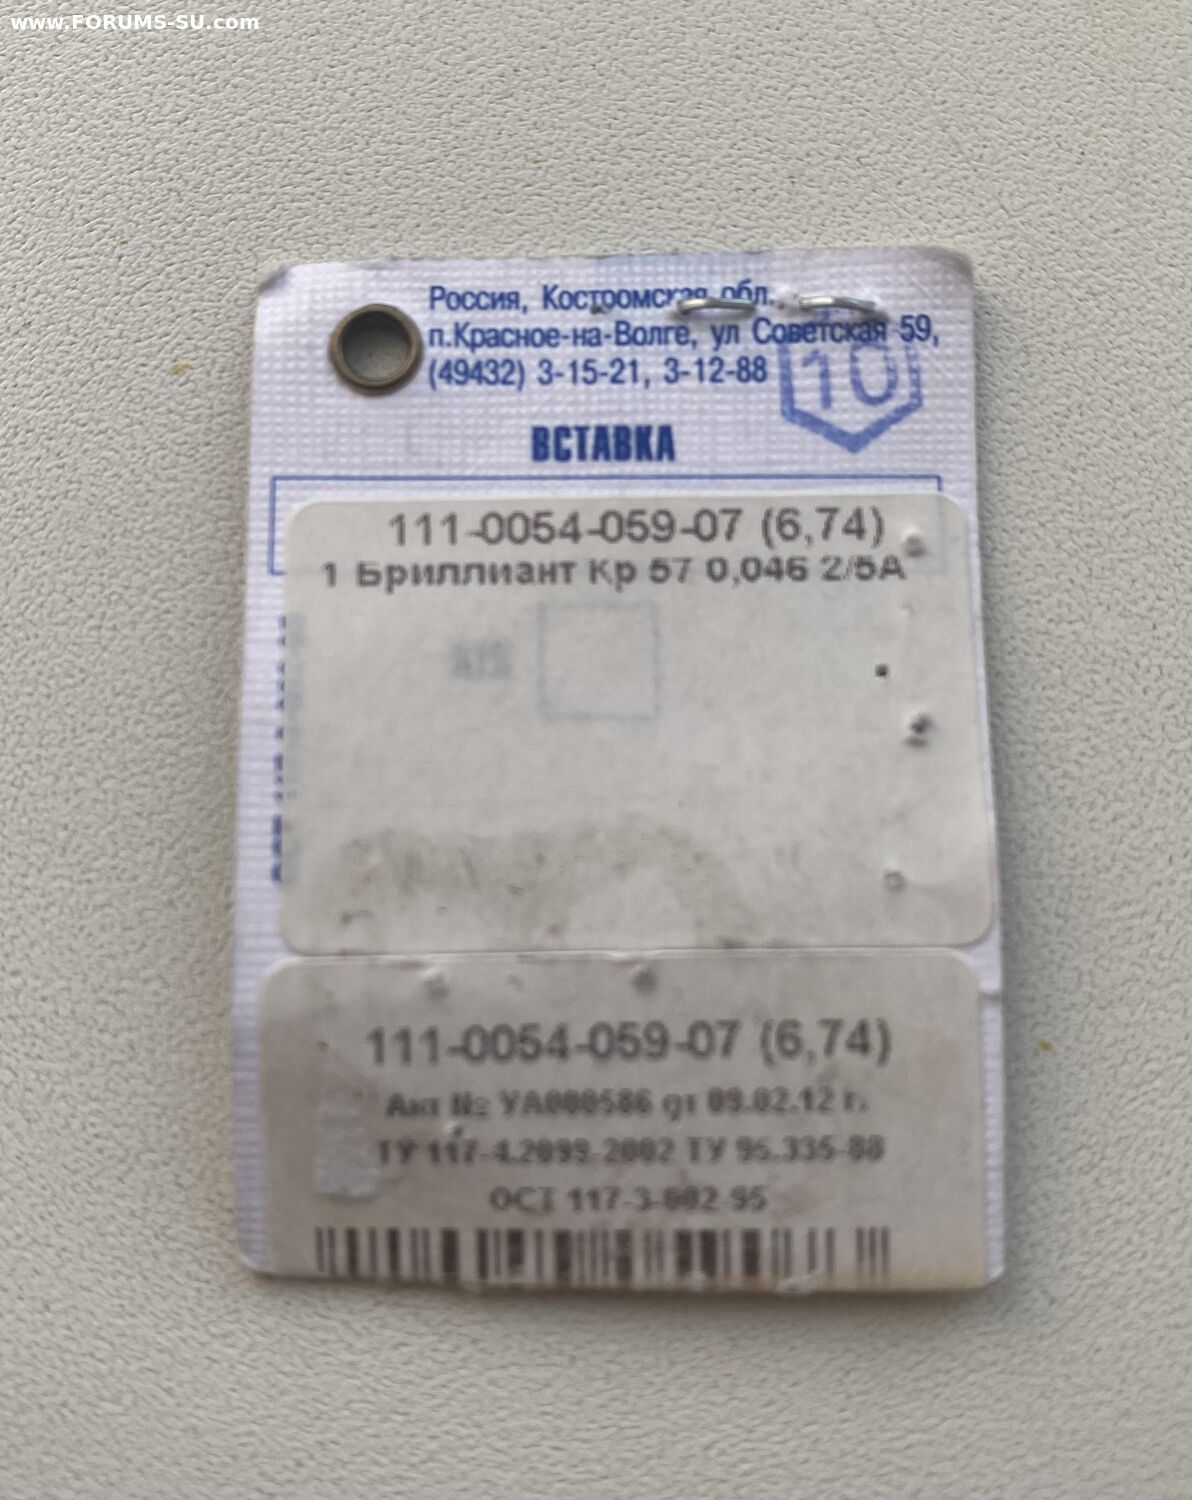 www.FORUMS-SU.com
Россия, Костромская обл.,
п.Красное-на-Волге, ул Советская 59,
(49432) 3-15-21, 3-12-88
10
ВСТАВКА
111-0054-059-07 (6,74)
1 Бриллиант Кр 57 0,046 2/5А
111-0054-059-07 (6,74)
Акт № УА000586 от 09.02.12 г.
ТУ 117-4.2099-2002 ТУ 95.335-88
ОСТ 117-3-002-95